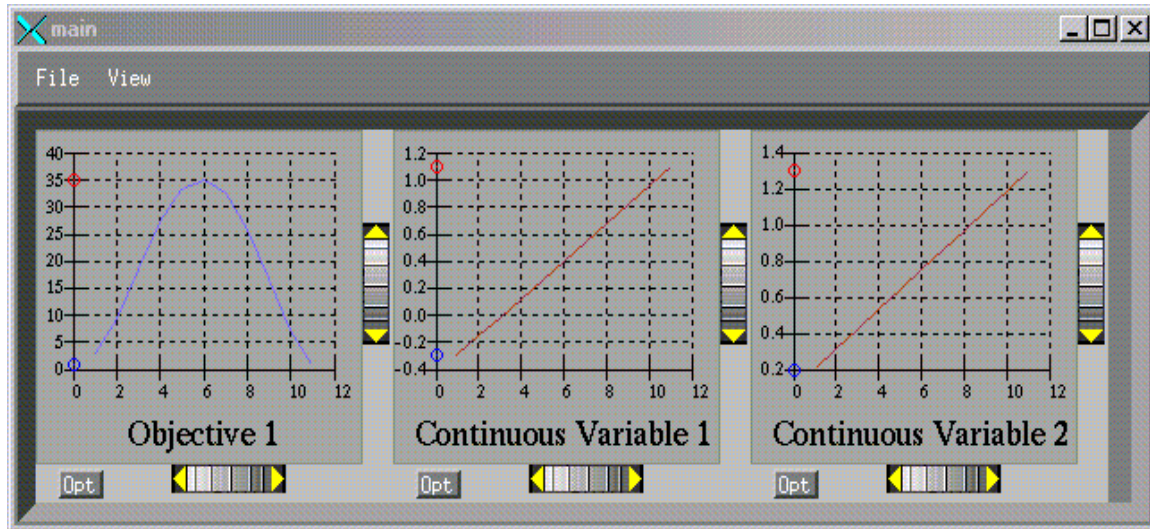 main
File View
40
35
30
25
20
15
10
5
0
0 2 4 6 8 10 12
Objective 1
Opt
1.2
1.0
0.8
0.6
0.4
0.2
0.0
-0.2
-0.4
0 2 4 6 8 10 12
Continuous Variable 1
Opt
1.4
1.2
1.0
0.8
0.6
0.4
0.2
0 2 4 6 8 10 12
Continuous Variable 2
Opt